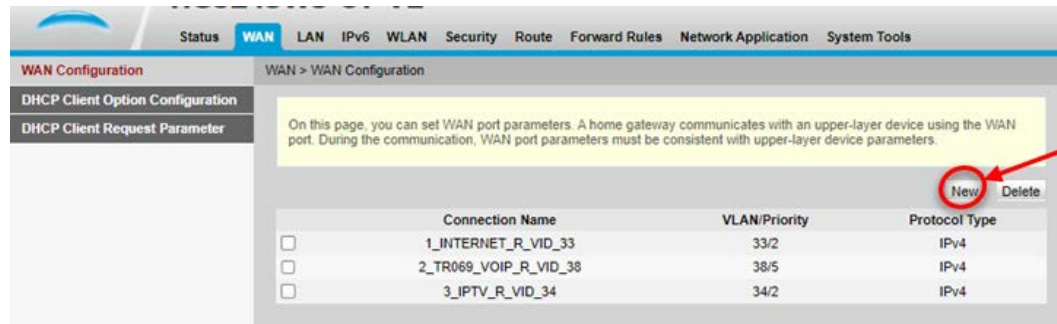 Status WAN LAN IPv6 WLAN Security Route Forward Rules Network Application System Tools
WAN Configuration
WAN > WAN Configuration
DHCP Client Option Configuration
DHCP Client Request Parameter
On this page, you can set WAN port parameters. A home gateway communicates with an upper-layer device using the WAN
port. During the communication, WAN port parameters must be consistent with upper-layer device parameters.
New Delete
Connection Name VLAN/Priority Protocol Type
1_INTERNET_R_VID_33 33/2 IPv4
2_TR069_VOIP_R_VID_38 38/5 IPv4
3_IPTV_R_VID_34 34/2 IPv4